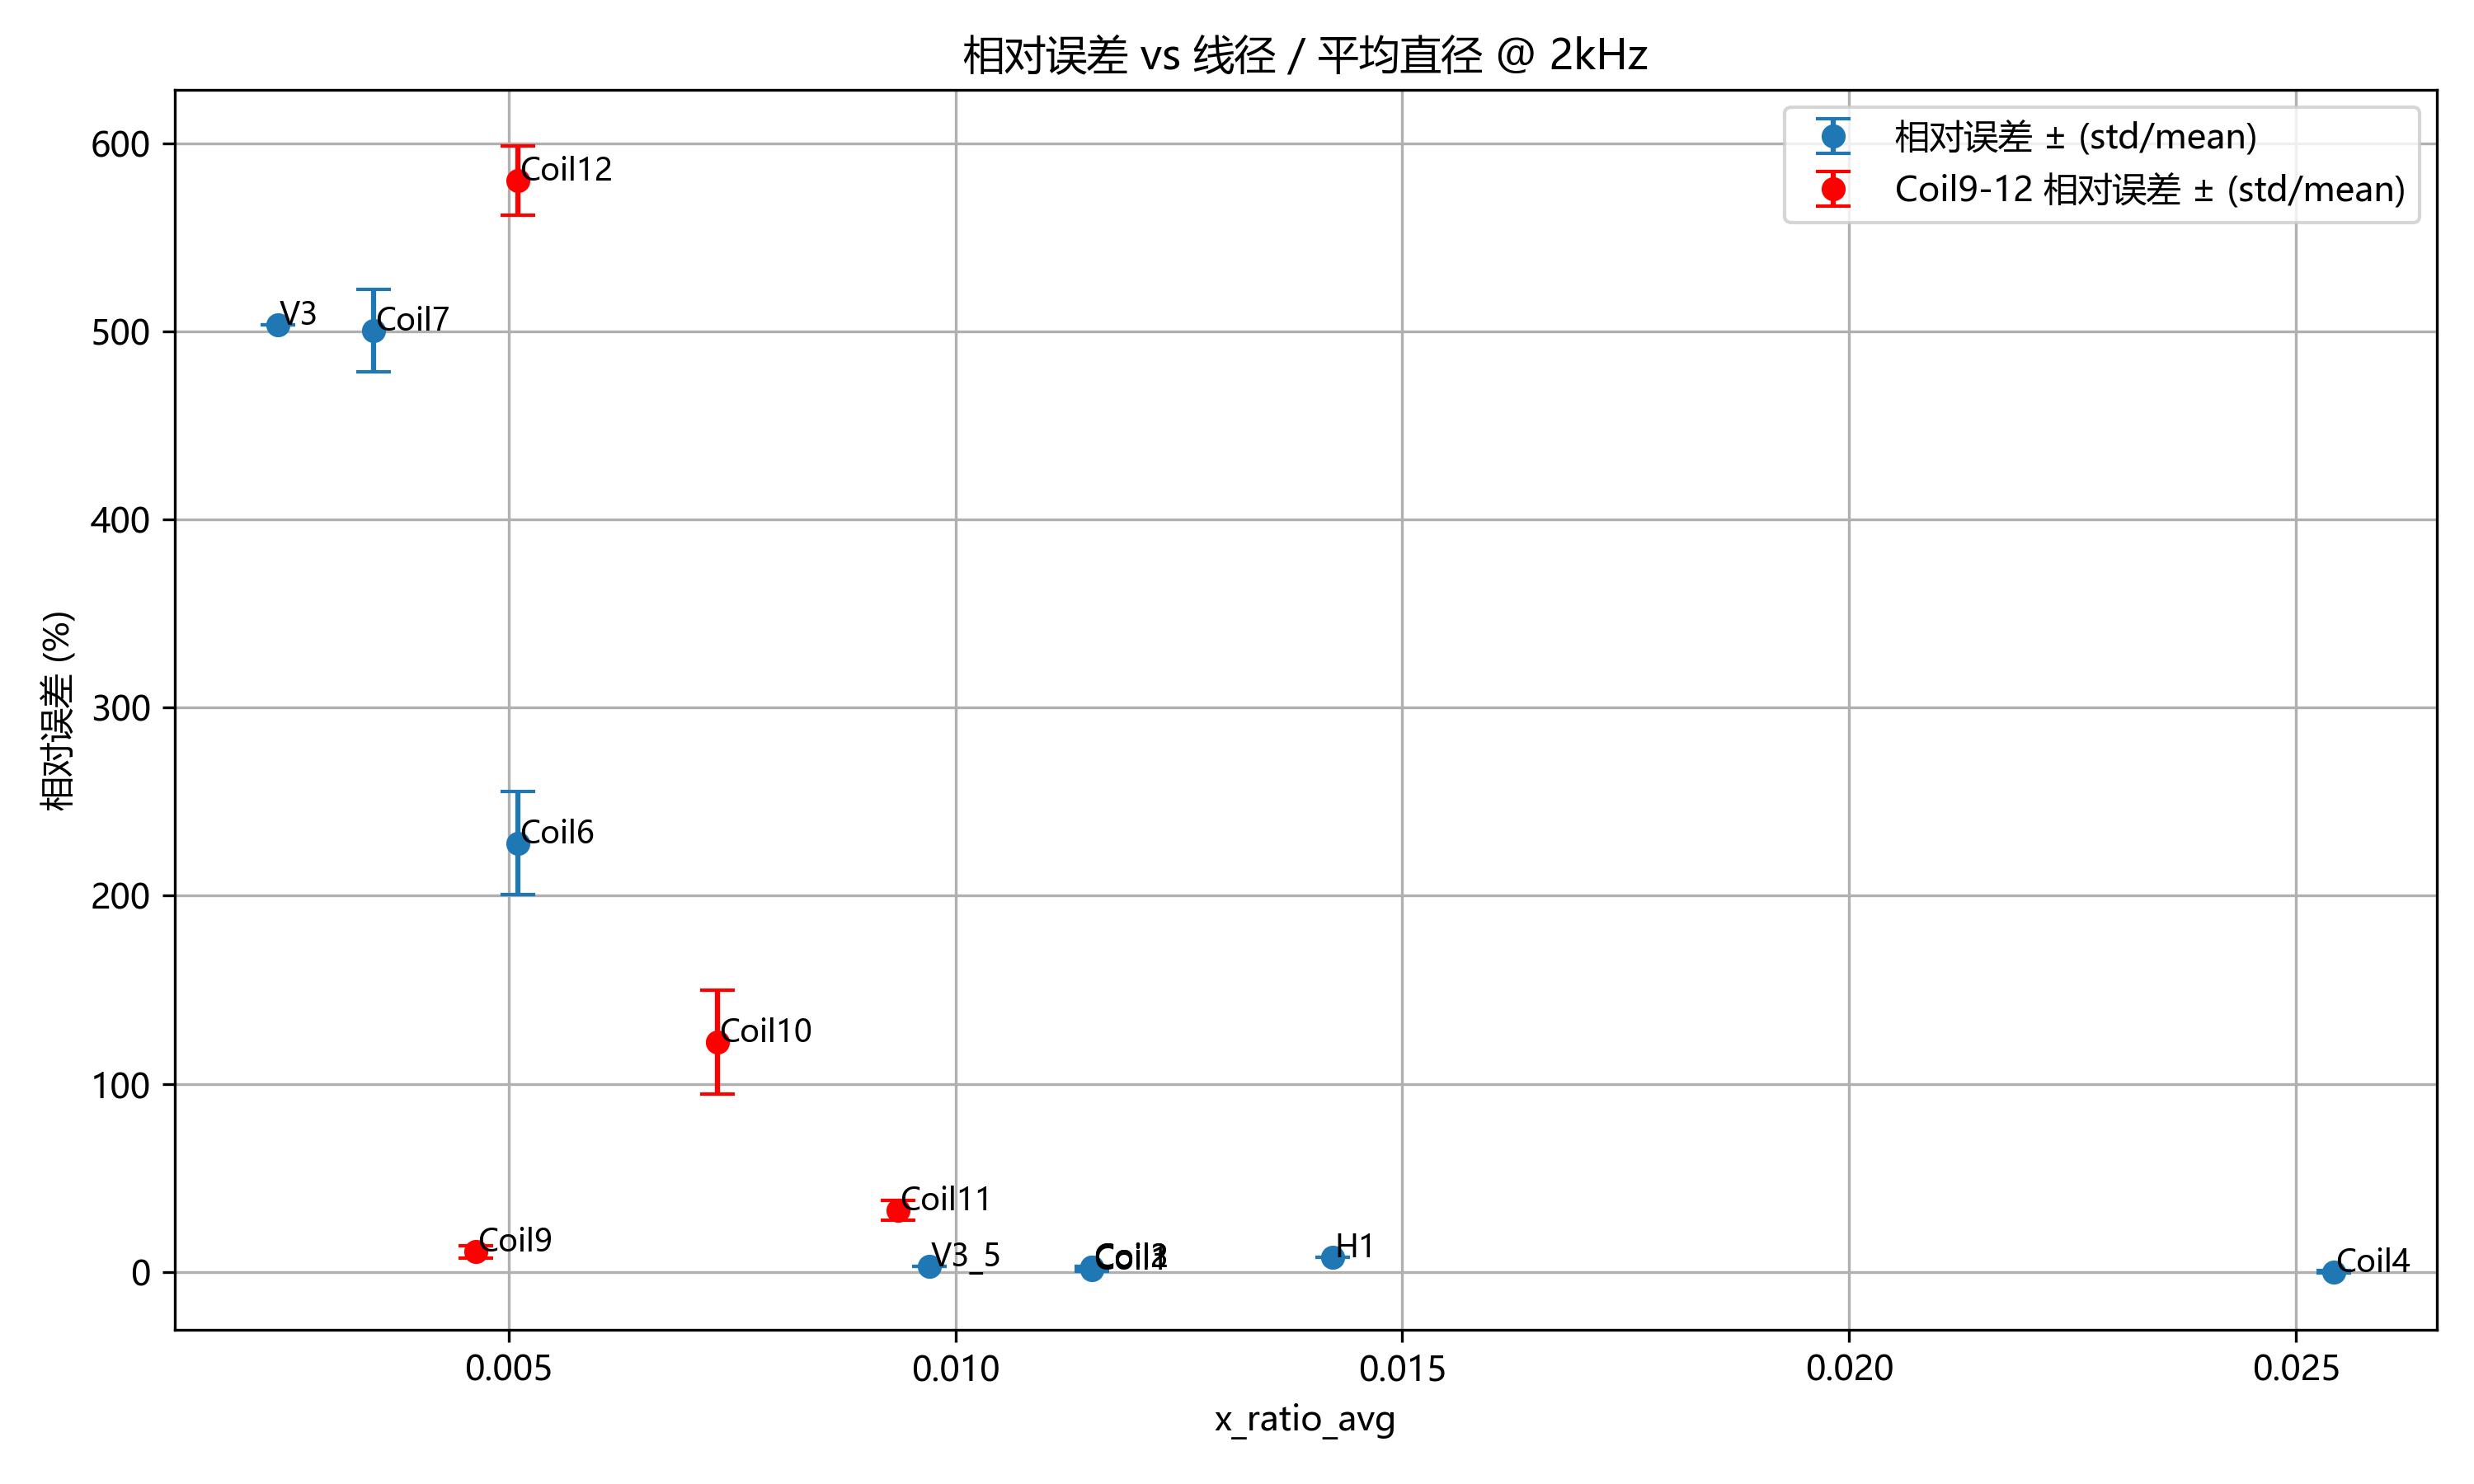 相对误差 vs 线径 / 平均直径 @ 2kHz
相对误差 ± (std/mean)
Coil9-12 相对误差 ± (std/mean)
相对误差 (%)
600
500
400
300
200
100
0
Coil12
V3
Coil7
Coil6
Coil10
Coil11
Coil9
V3_5
H1
Coil4
0.005
0.010
0.015
0.020
0.025
x_ratio_avg